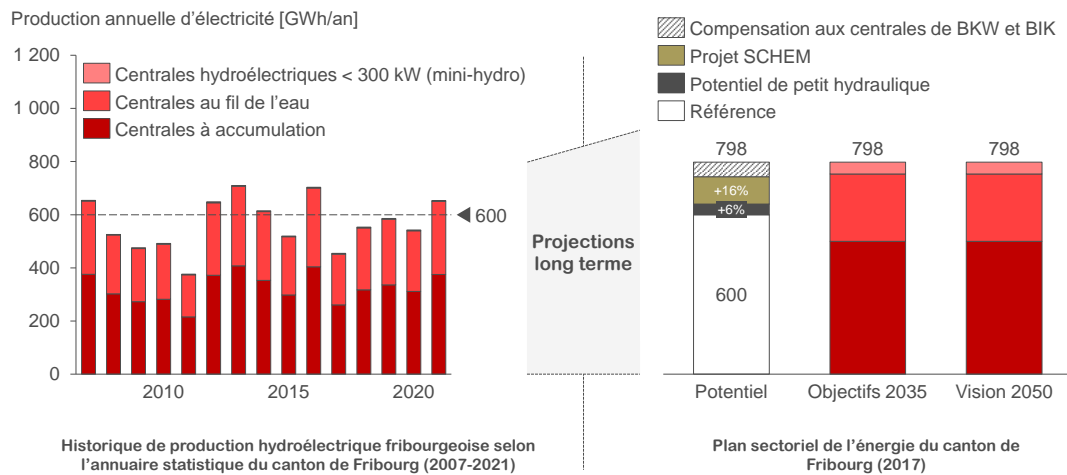 Production annuelle d'électricité [GWh/an]
1 200
1 000
800
600
400
200
0
Centrales hydroélectriques < 300 kW (mini-hydro)
Centrales au fil de l'eau
Centrales à accumulation
600
2010
2015
2020
Historique de production hydroélectrique fribourgeoise selon
l'annuaire statistique du canton de Fribourg (2007-2021)
Projections
long terme
Compensation aux centrales de BKW et BIK
Projet SCHEM
Potentiel de petit hydraulique
Référence
798
798
798
+16%
+6%
600
Potentiel
Objectifs 2035
Vision 2050
Plan sectoriel de l'énergie du canton de
Fribourg (2017)